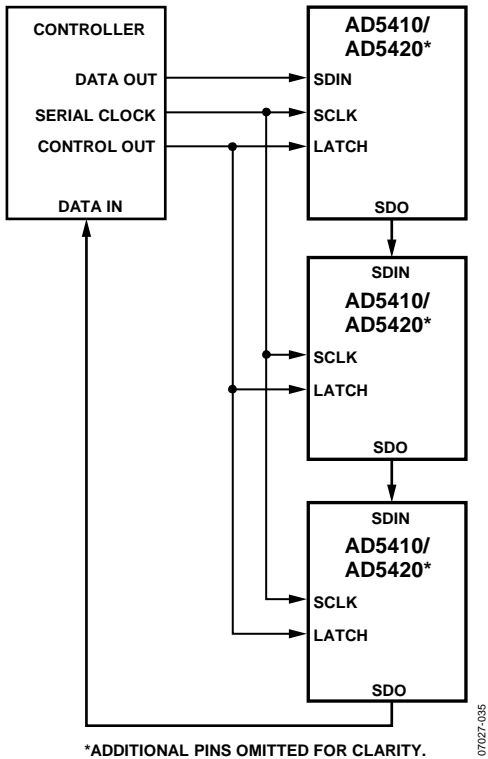 CONTROLLER
DATA OUT
SERIAL CLOCK
CONTROL OUT
DATA IN
AD5410/
AD5420*
SDIN
SCLK
LATCH
SDO
SDIN
AD5410/
AD5420*
SCLK
LATCH
SDO
SDIN
AD5410/
AD5420*
SCLK
LATCH
SDO
*ADDITIONAL PINS OMITTED FOR CLARITY.
07027-035